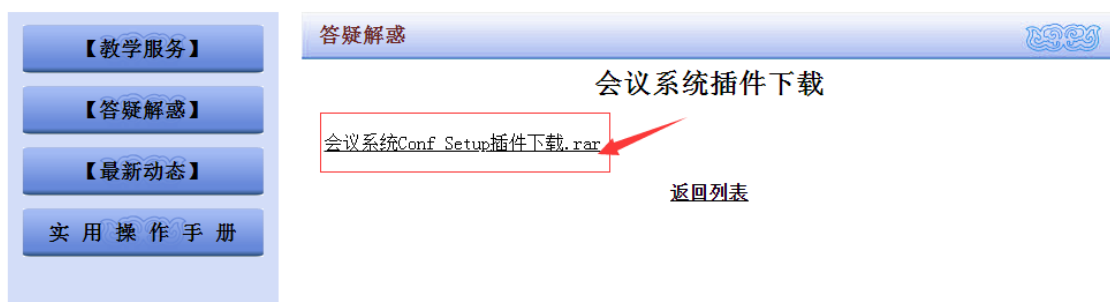 【教学服务】
【答疑解惑】
【最新动态】
实 用 操 作 手 册
答疑解惑
会议系统插件下载
会议系统Conf Setup插件下载.rar
返回列表